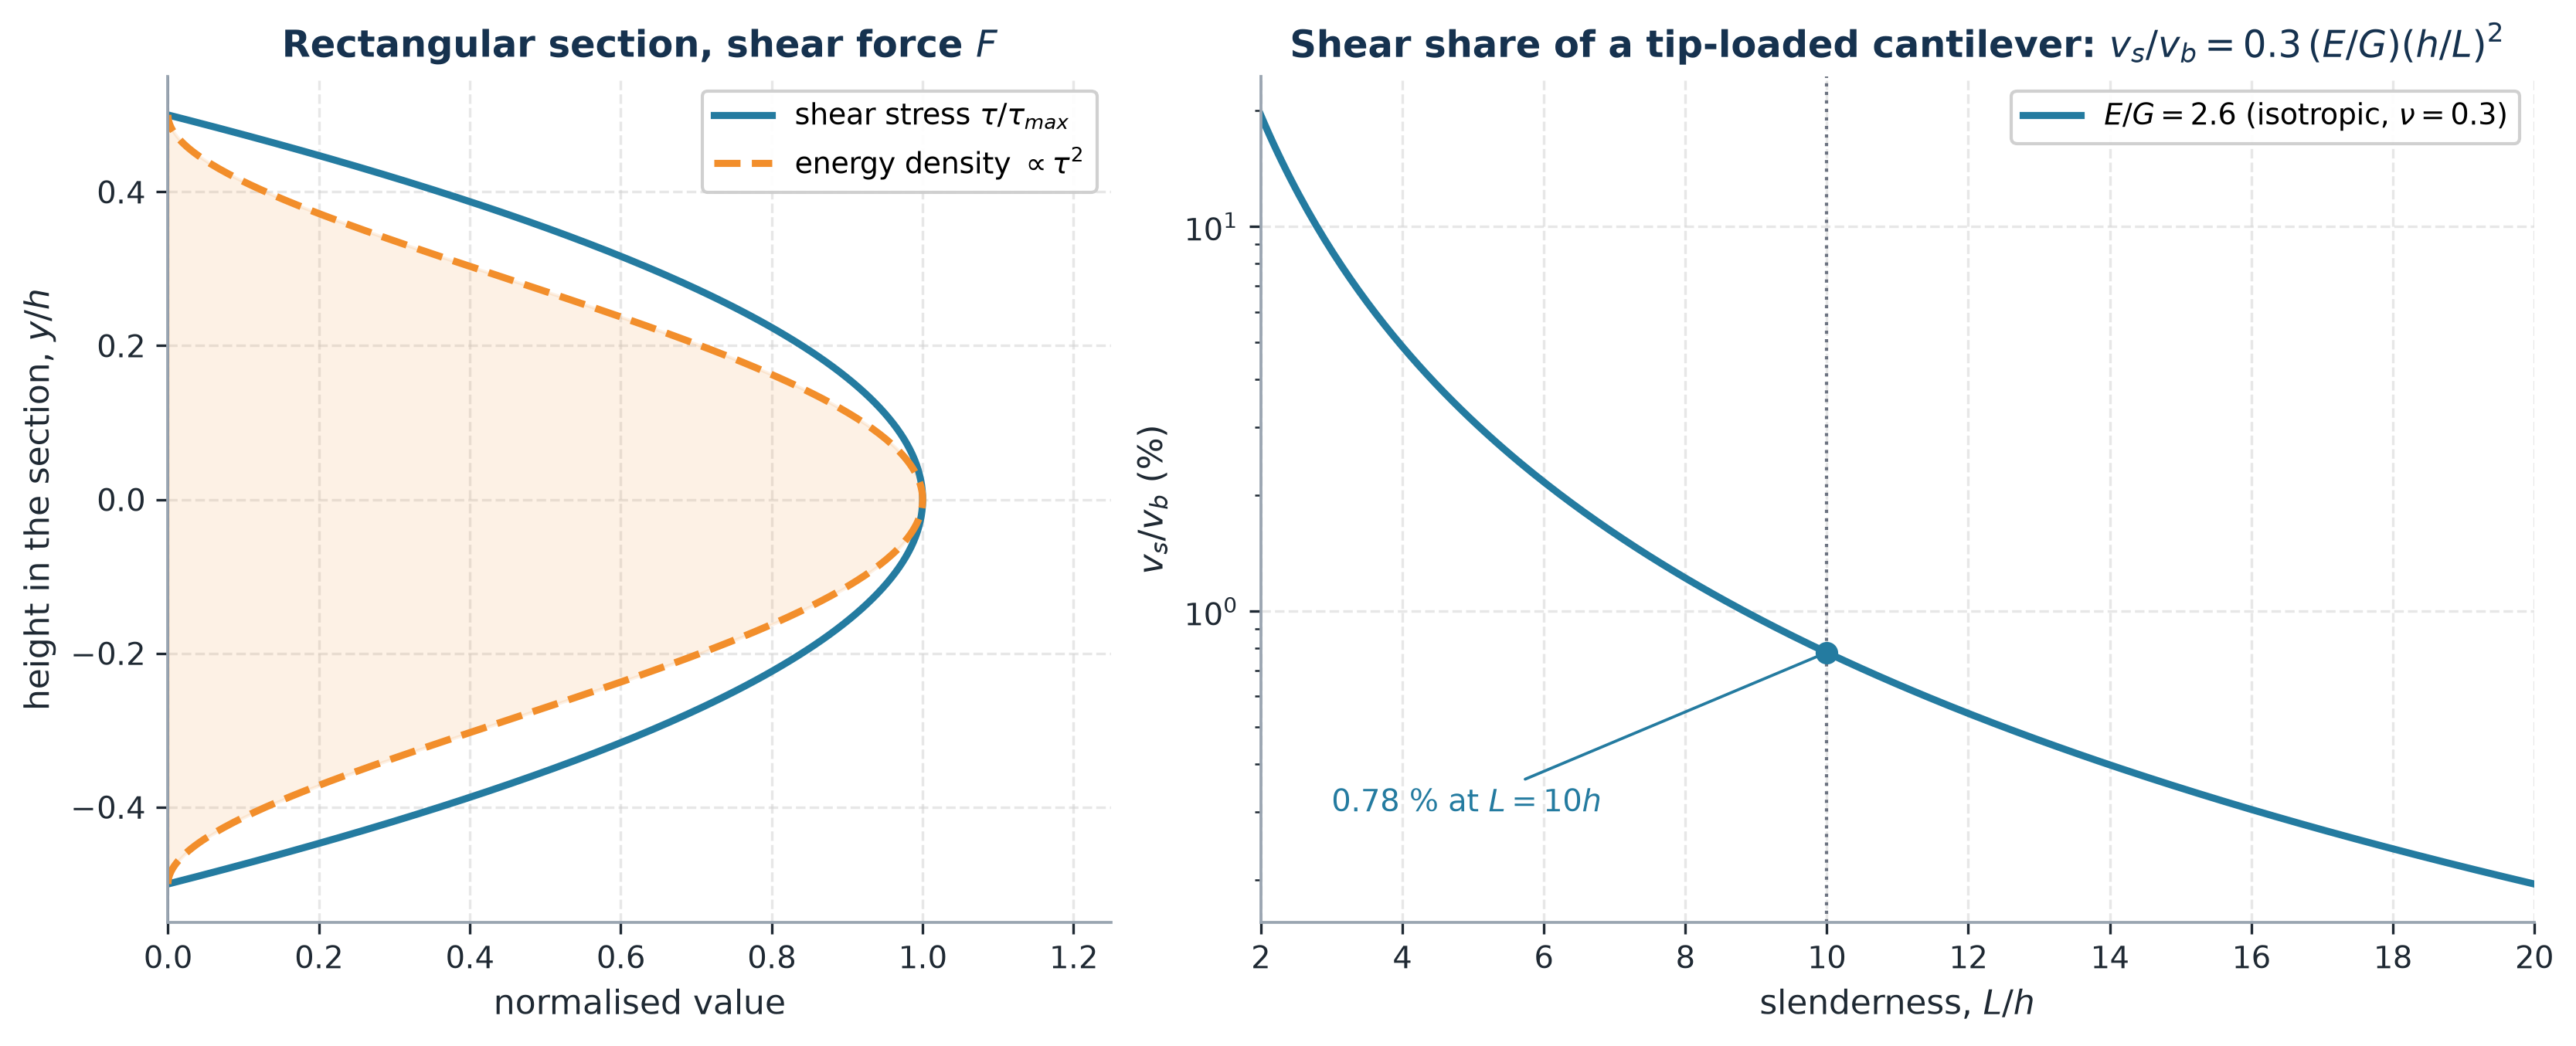 Rectangular section, shear force F
shear stress τ/τmax
energy density ∝ τ²
height in the section, y/h
0.4
0.2
0.0
−0.2
−0.4
0.0 0.2 0.4 0.6 0.8 1.0 1.2
normalised value
Shear share of a tip-loaded cantilever: vₛ/v_b = 0.3 (E/G)(h/L)²
E/G = 2.6 (isotropic, ν = 0.3)
vₛ/v_b (%)
10¹
10⁰
0.78 % at L = 10h
2 4 6 8 10 12 14 16 18 20
slenderness, L/h